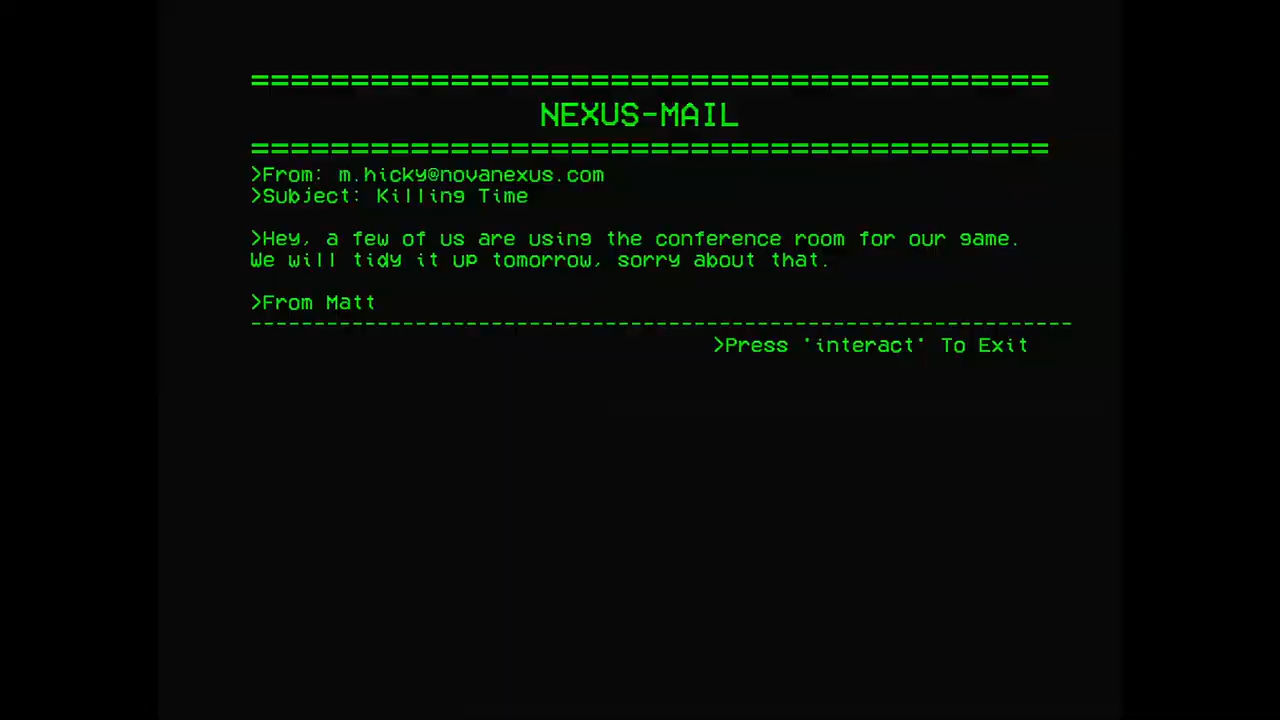 ========================================
NEXUS-MAIL
========================================
>From: m.hicky@novanexus.com
>Subject: Killing Time
>Hey, a few of us are using the conference room for our game.
We will tidy it up tomorrow, sorry about that.
>From Matt
-----------------------------------------------------------------
>Press 'interact' To Exit